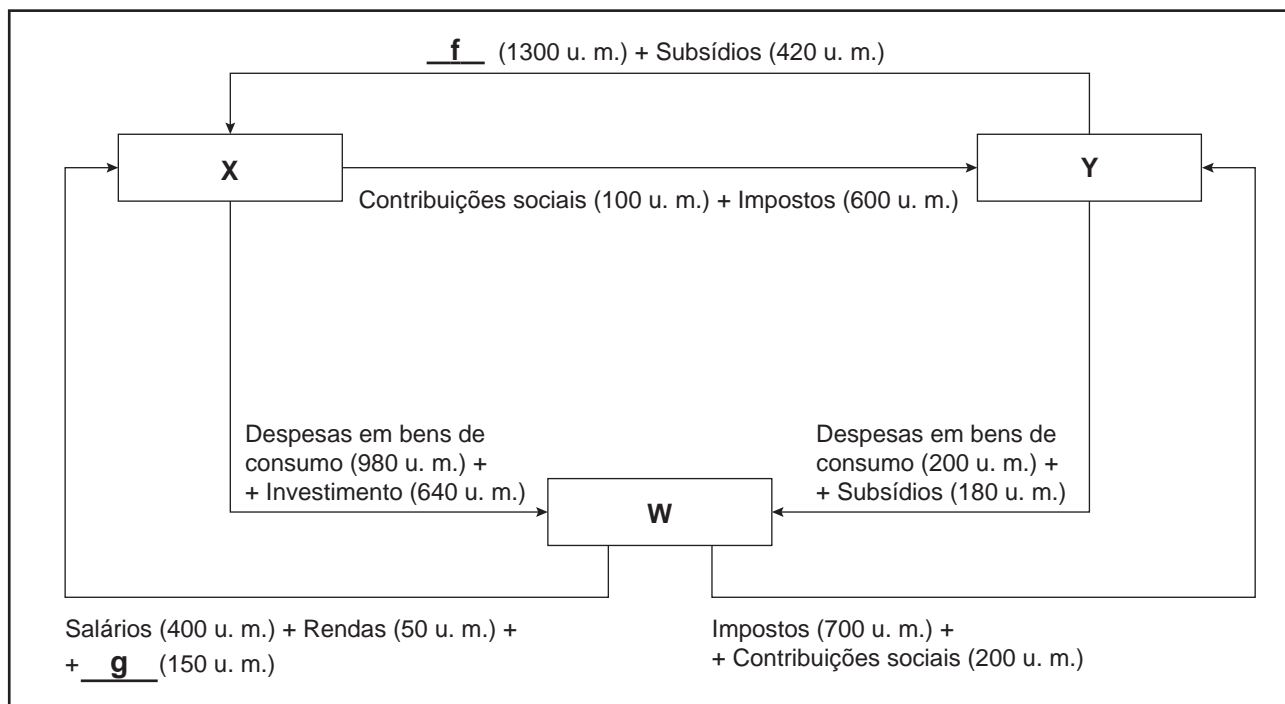 f (1300 u. m.) + Subsídios (420 u. m.)
X
Y
Contribuições sociais (100 u. m.) + Impostos (600 u. m.)
Despesas em bens de
consumo (980 u. m.) +
+ Investimento (640 u. m.)
Despesas em bens de
consumo (200 u. m.) +
+ Subsídios (180 u. m.)
W
Salários (400 u. m.) + Rendas (50 u. m.) +
+ g (150 u. m.)
Impostos (700 u. m.) +
+ Contribuições sociais (200 u. m.)